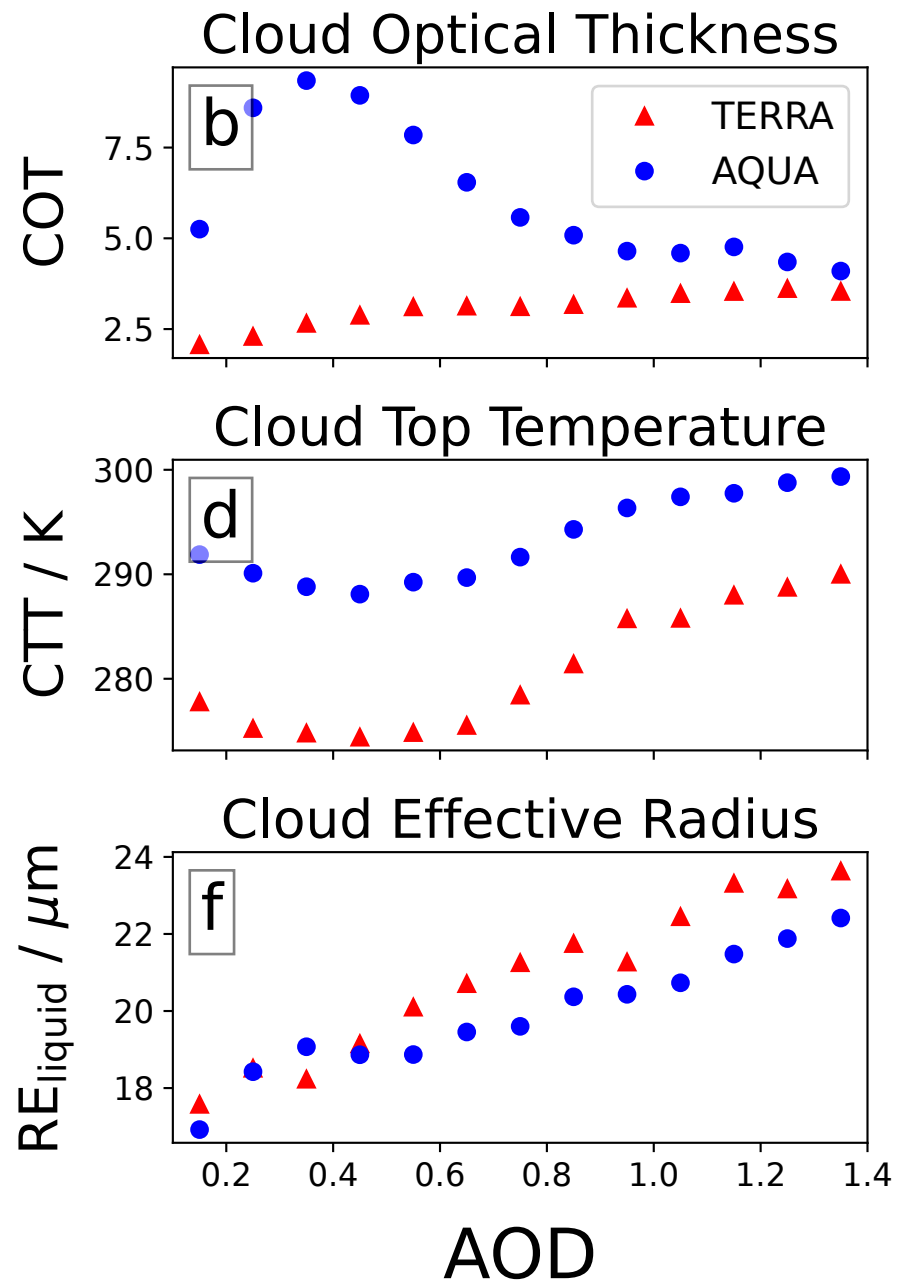 Cloud Optical Thickness
b
TERRA
AQUA
7.5
5.0
2.5
COT
Cloud Top Temperature
d
300
290
280
CTT / K
Cloud Effective Radius
f
24
22
20
18
RE_liquid / μm
0.2 0.4 0.6 0.8 1.0 1.2 1.4
AOD